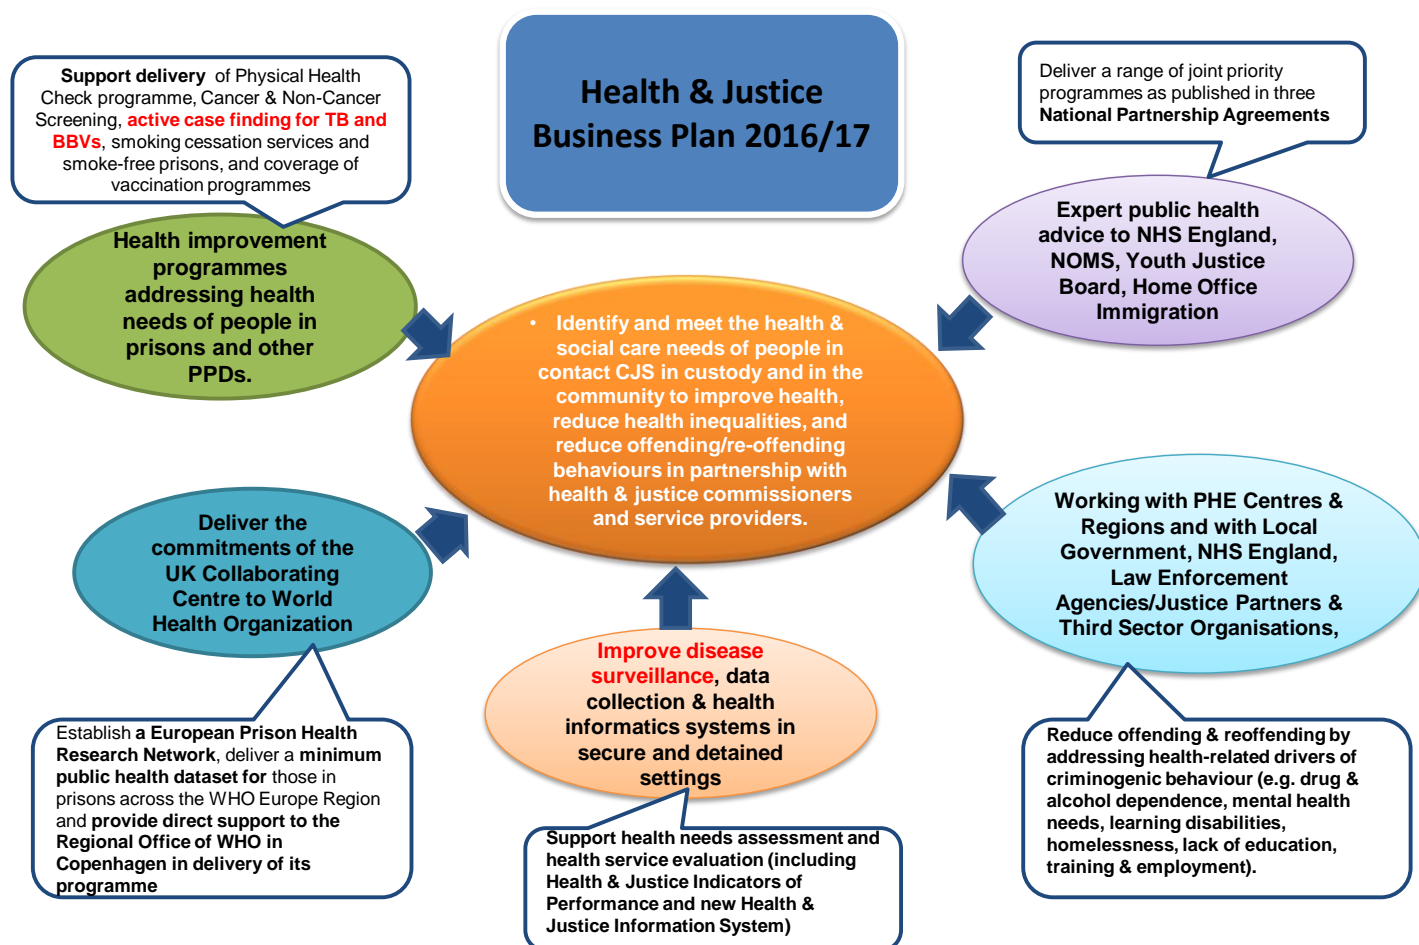 Health & Justice
Business Plan 2016/17
Support delivery of Physical Health
Check programme, Cancer & Non-Cancer
Screening, active case finding for TB and
BBVs, smoking cessation services and
smoke-free prisons, and coverage of
vaccination programmes
Health improvement
programmes
addressing health
needs of people in
prisons and other
PPDs.
Deliver a range of joint priority
programmes as published in three
National Partnership Agreements
Expert public health
advice to NHS England,
NOMS, Youth Justice
Board, Home Office
Immigration
• Identify and meet the health &
social care needs of people in
contact CJS in custody and in the
community to improve health,
reduce health inequalities, and
reduce offending/re-offending
behaviours in partnership with
health & justice commissioners
and service providers.
Deliver the
commitments of the
UK Collaborating
Centre to World
Health Organization
Establish a European Prison Health
Research Network, deliver a minimum
public health dataset for those in
prisons across the WHO Europe Region
and provide direct support to the
Regional Office of WHO in
Copenhagen in delivery of its
programme
Improve disease
surveillance, data
collection & health
informatics systems in
secure and detained
settings
Support health needs assessment and
health service evaluation (including
Health & Justice Indicators of
Performance and new Health &
Justice Information System)
Working with PHE Centres &
Regions and with Local
Government, NHS England,
Law Enforcement
Agencies/Justice Partners &
Third Sector Organisations,
Reduce offending & reoffending by
addressing health-related drivers of
criminogenic behaviour (e.g. drug &
alcohol dependence, mental health
needs, learning disabilities,
homelessness, lack of education,
training & employment).